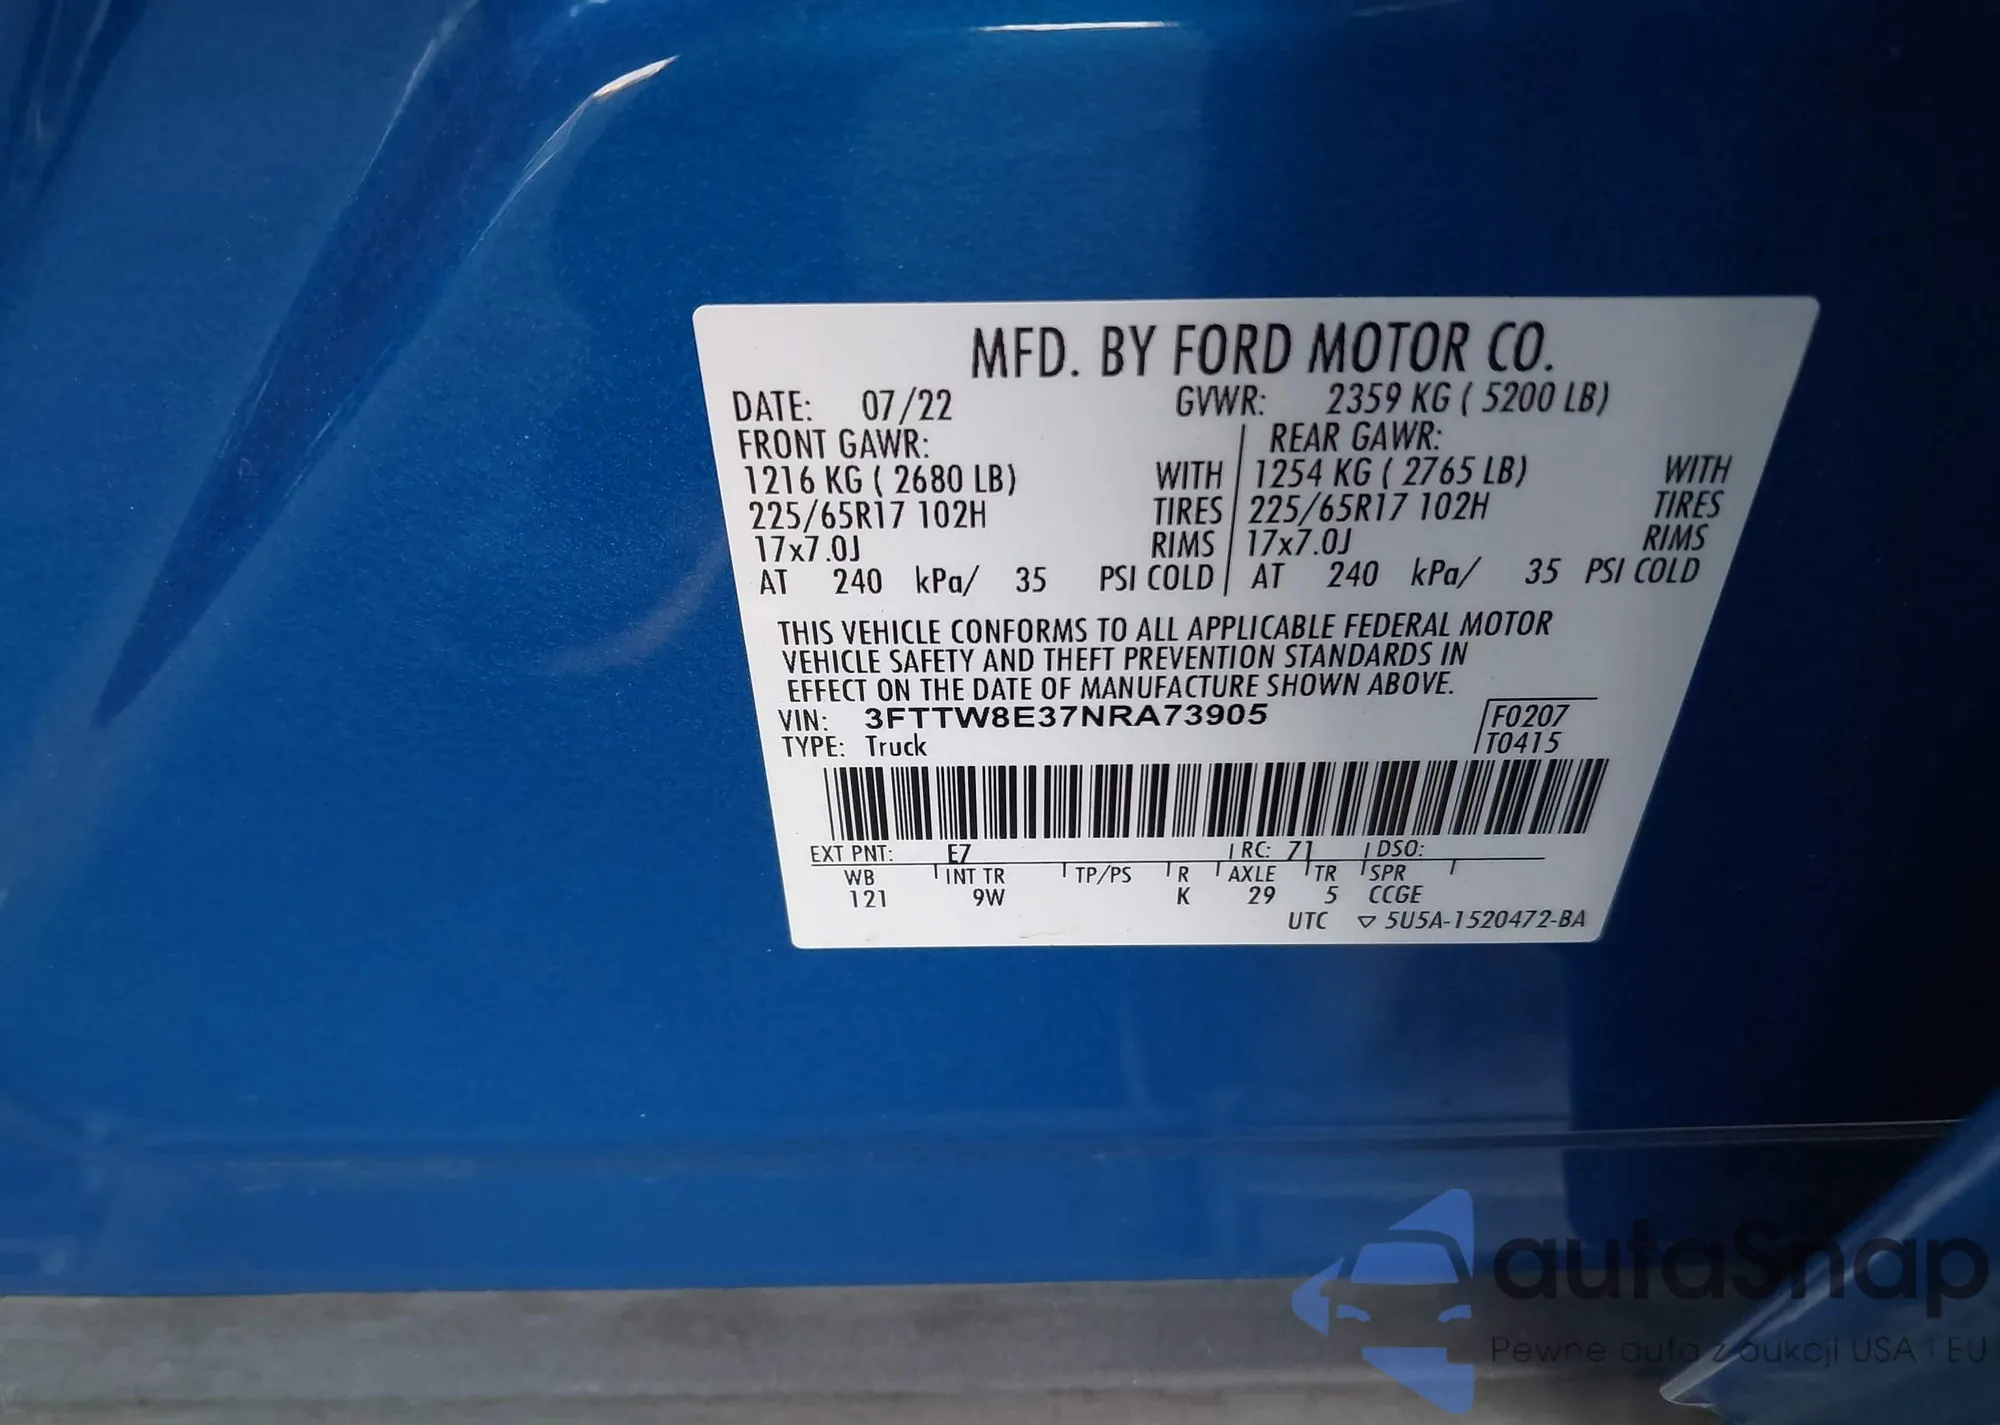 MFD. BY FORD MOTOR CO.
DATE: 07/22 GVWR: 2359 KG ( 5200 LB)
FRONT GAWR: REAR GAWR:
1216 KG ( 2680 LB) WITH 1254 KG ( 2765 LB) WITH
225/65R17 102H TIRES 225/65R17 102H TIRES
17x7.0J RIMS 17x7.0J RIMS
AT 240 kPa/ 35 PSI COLD AT 240 kPa/ 35 PSI COLD
THIS VEHICLE CONFORMS TO ALL APPLICABLE FEDERAL MOTOR
VEHICLE SAFETY AND THEFT PREVENTION STANDARDS IN
EFFECT ON THE DATE OF MANUFACTURE SHOWN ABOVE.
VIN: 3FTTW8E37NRA73905 F0207
TYPE: Truck T0415
EXT PNT: E7 RC: 71 DSO:
WB INT TR TP/PS R AXLE TR SPR
121 9W K 29 5 CCGE
UTC ▽ 5U5A-1520472-BA
autaSnap
Pewne auta z aukcji USA i EU